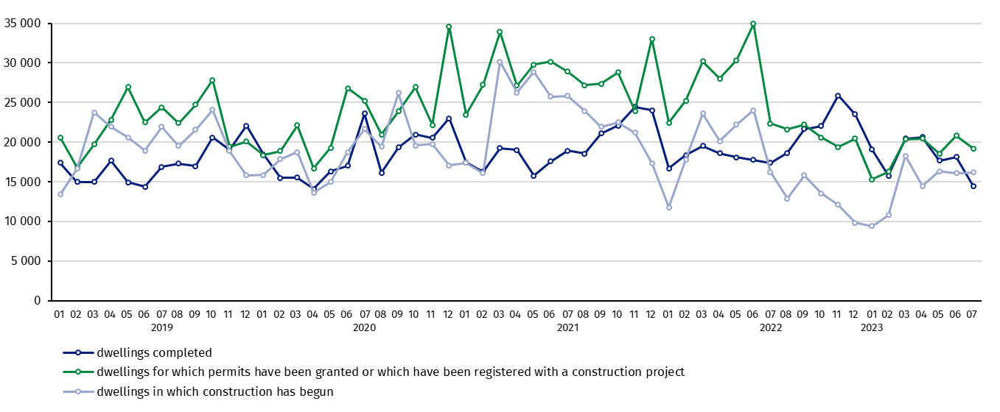 35 000
30 000
25 000
20 000
15 000
10 000
5 000
0
01 02 03 04 05 06 07 08 09 10 11 12 01 02 03 04 05 06 07 08 09 10 11 12 01 02 03 04 05 06 07 08 09 10 11 12 01 02 03 04 05 06 07 08 09 10 11 12 01 02 03 04 05 06 07
2019 2020 2021 2022 2023
dwellings completed
dwellings for which permits have been granted or which have been registered with a construction project
dwellings in which construction has begun